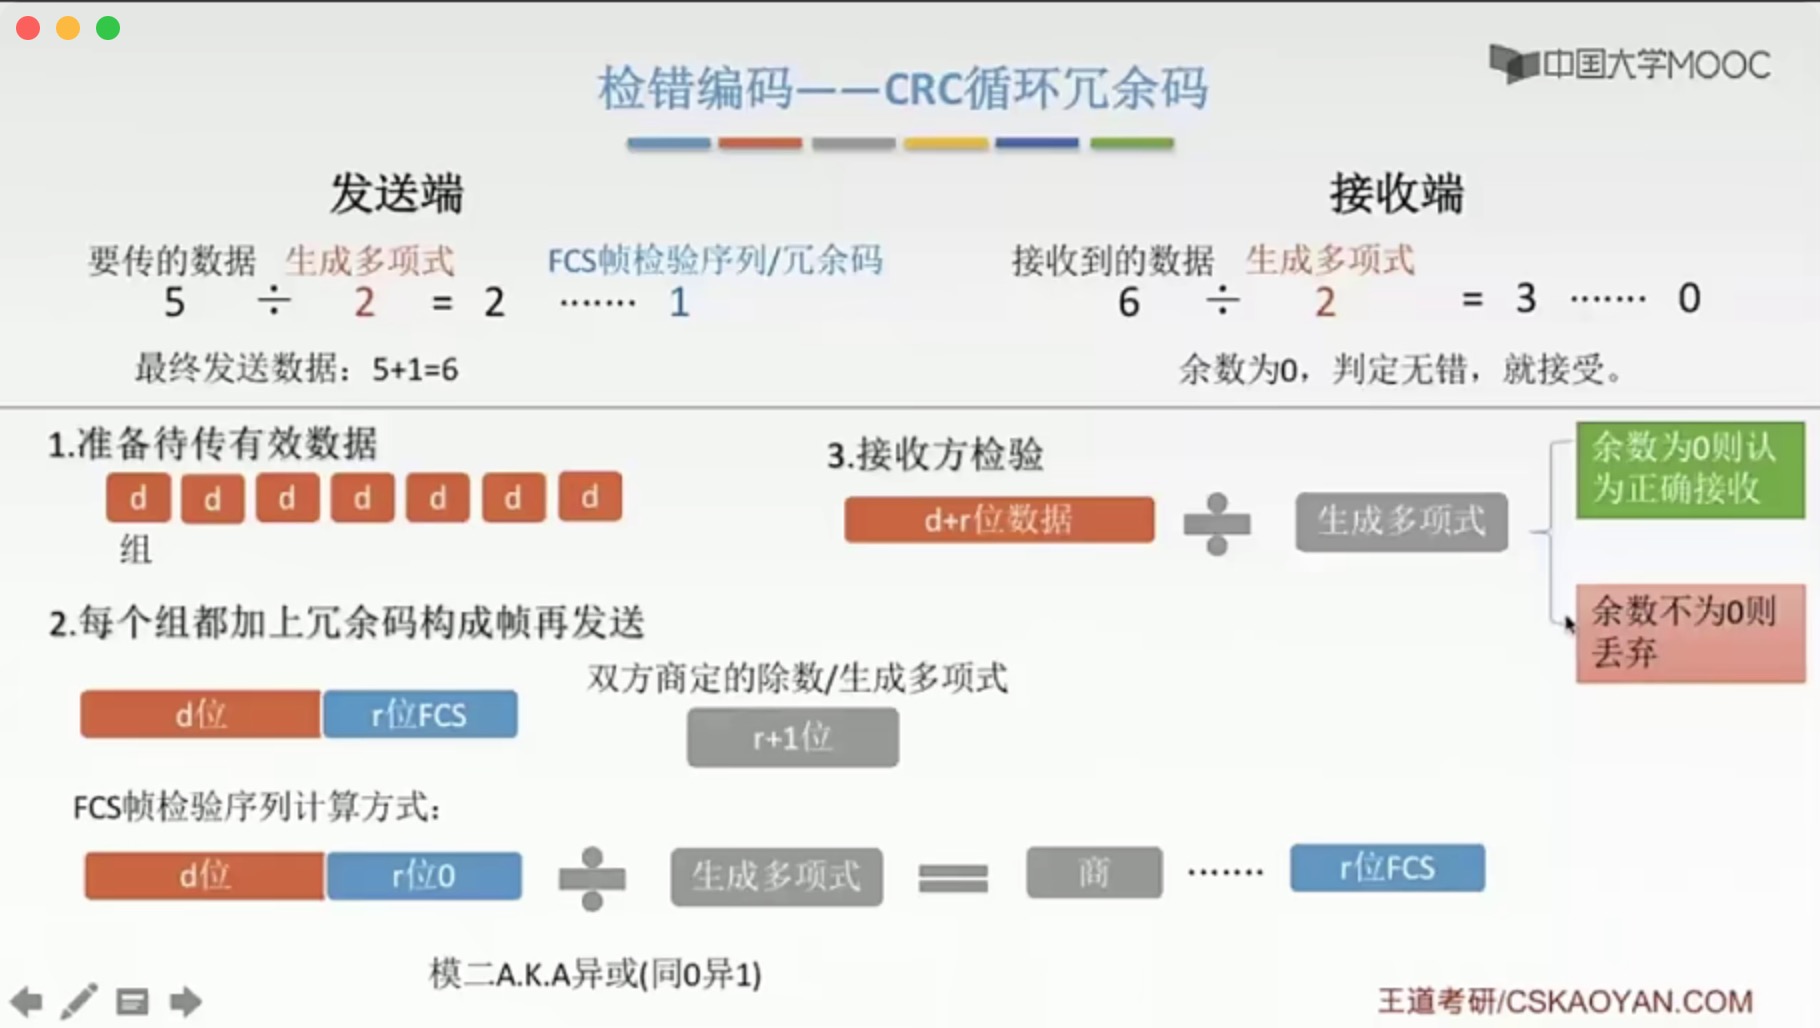 中国大学MOOC
检错编码——CRC循环冗余码
发送端
要传的数据 生成多项式 FCS帧检验序列/冗余码
5 ÷ 2 = 2 ······· 1
最终发送数据：5+1=6
接收端
接收到的数据 生成多项式
6 ÷ 2 = 3 ······· 0
余数为0，判定无错，就接受。
1.准备待传有效数据
d d d d d d d
组
2.每个组都加上冗余码构成帧再发送
d位 r位FCS
双方商定的除数/生成多项式
r+1位
FCS帧检验序列计算方式：
d位 r位0 ÷ 生成多项式 = 商 ······· r位FCS
模二A.K.A异或(同0异1)
3.接收方检验
d+r位数据 ÷ 生成多项式
余数为0则认
为正确接收
余数不为0则
丢弃
王道考研/CSKAOYAN.COM